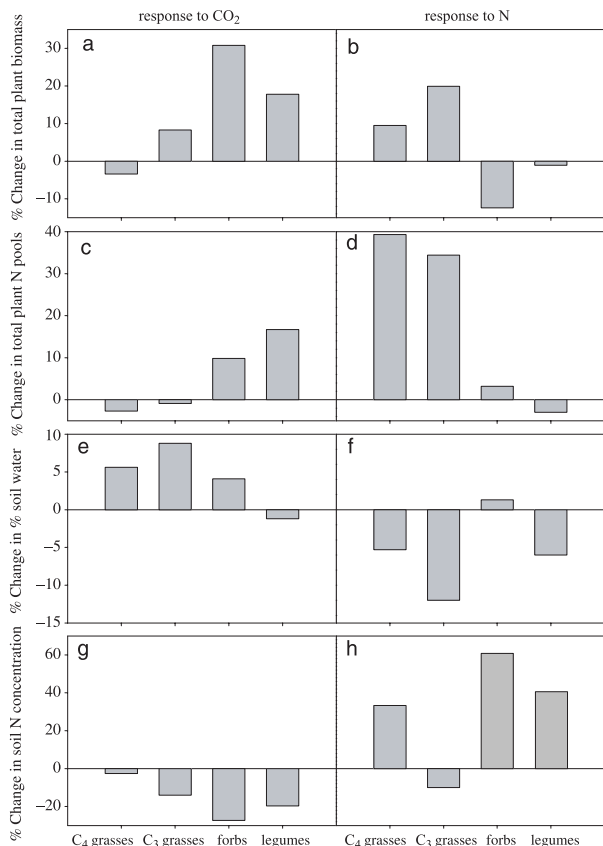 response to CO₂ response to N
% Change in total plant biomass
a
30
20
10
0
−10
b
% Change in total plant N pools
c
40
30
20
10
0
d
% Change in % soil water
e
10
5
0
−5
−10
−15
f
% Change in soil N concentration
g
60
40
20
0
−20
h
C₄ grasses C₃ grasses forbs legumes C₄ grasses C₃ grasses forbs legumes